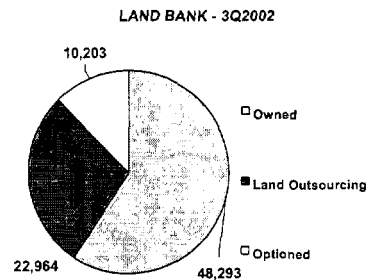 LAND BANK - 3Q2002
10,203
Owned
Land Outsourcing
Optioned
22,964
48,293